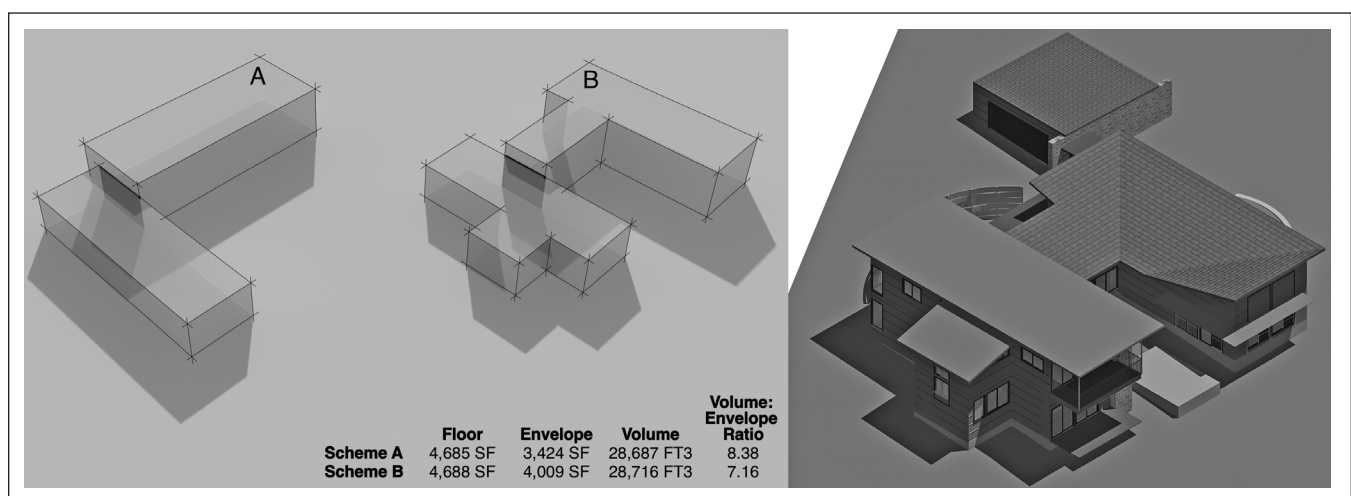 A
B
Volume:
Envelope
Floor Envelope Volume Ratio
Scheme A 4,685 SF 3,424 SF 28,687 FT3 8.38
Scheme B 4,688 SF 4,009 SF 28,716 FT3 7.16